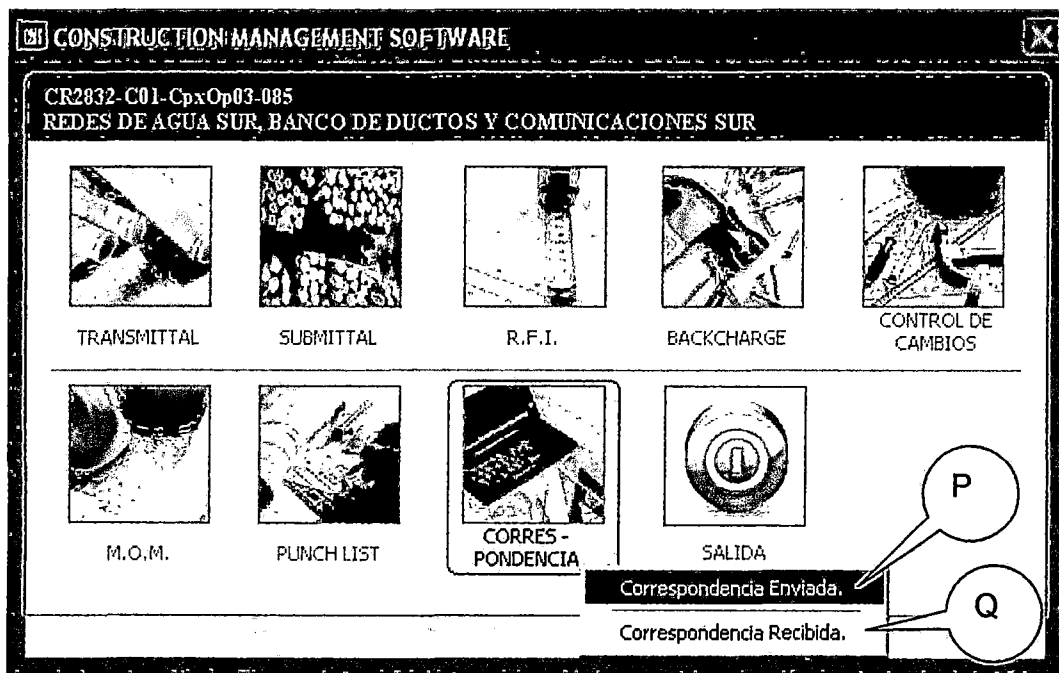 CONSTRUCTION MANAGEMENT SOFTWARE
CR2832-C01-CpxOp03-085
REDES DE AGUA SUR, BANCO DE DUCTOS Y COMUNICACIONES SUR
TRANSMITTAL
SUBMITTAL
R.F.I.
BACKCHARGE
CONTROL DE
CAMBIOS
M.O.M.
PUNCH LIST
CORRES -
PONDENCIA
SALIDA
P
Correspondencia Enviada.
Q
Correspondencia Recibida.